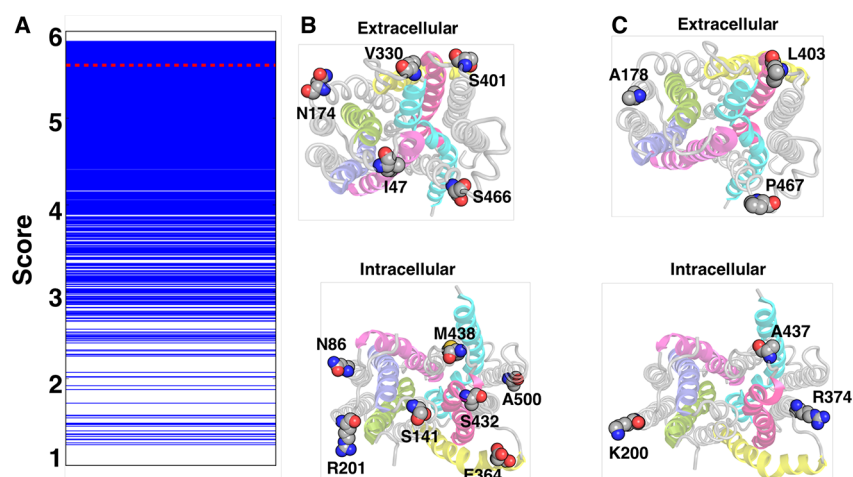 A
6
5
4
3
2
1
Score
B
Extracellular
V330
S401
N174
I47
S466
Intracellular
N86
M438
A500
S432
S141
R201
E364
C
Extracellular
L403
A178
P467
Intracellular
A437
R374
K200